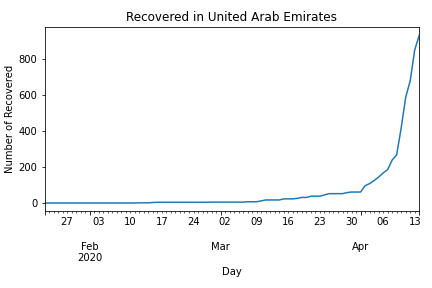 Recovered in United Arab Emirates
Number of Recovered
800
600
400
200
0
27 03 10 17 24 02 09 16 23 30 06 13
Feb Mar Apr
2020
Day